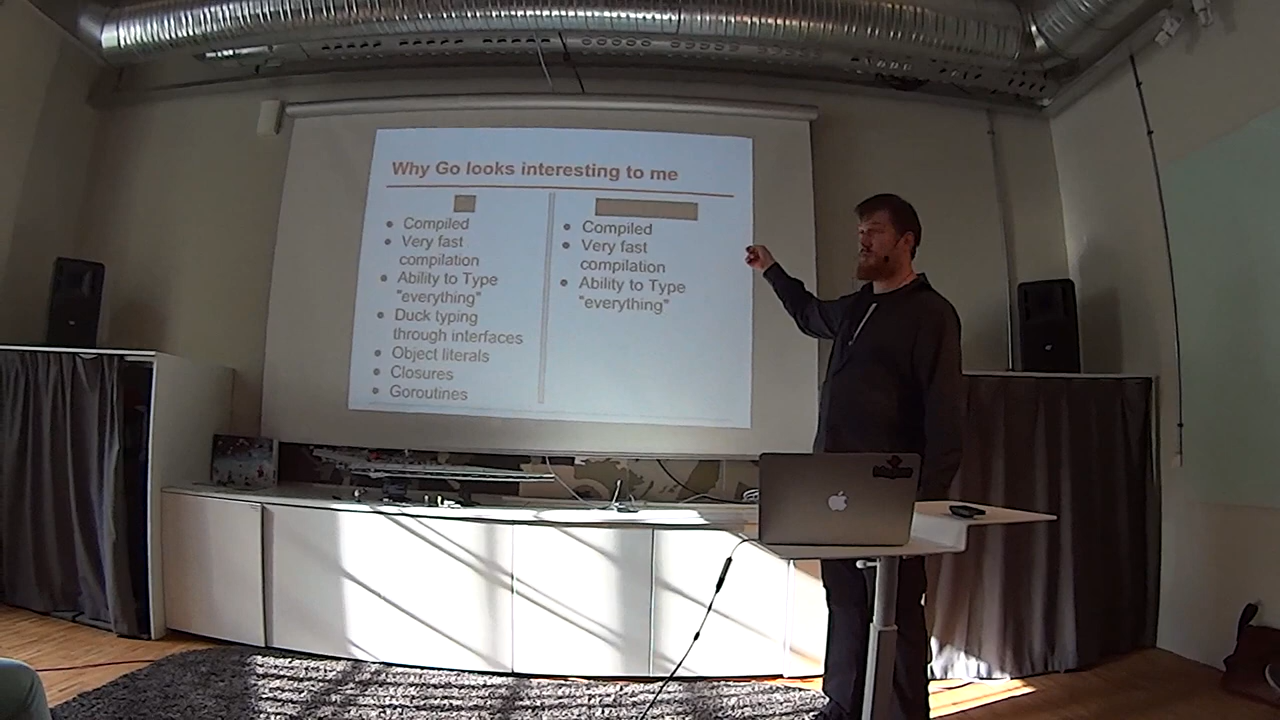 Why Go looks interesting to me
Compiled
Very fast
compilation
Ability to Type
"everything"
Duck typing
through interfaces
Object literals
Closures
Goroutines
Compiled
Very fast
compilation
Ability to Type
"everything"